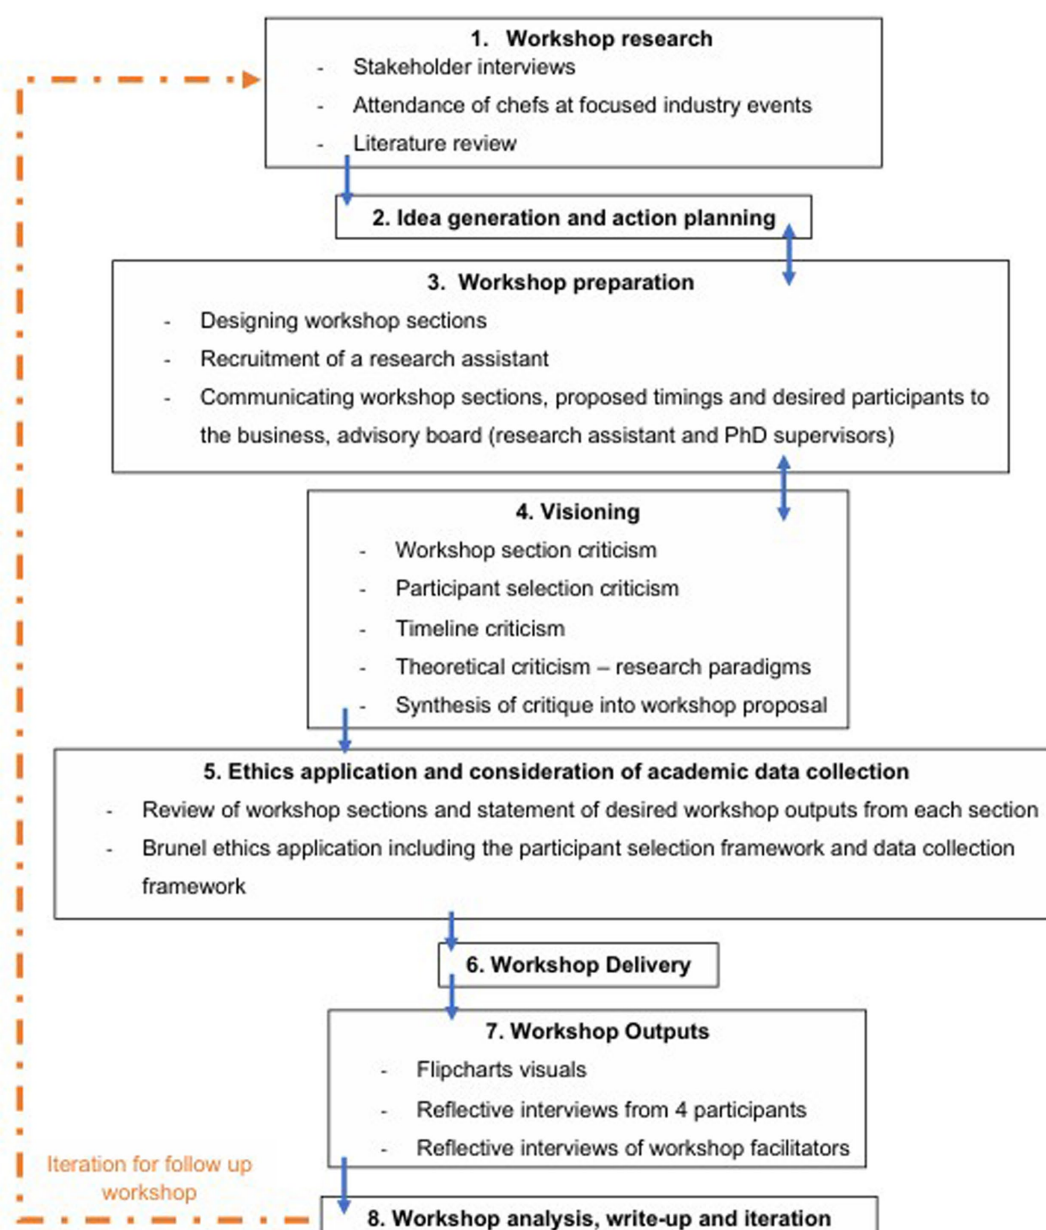 1. Workshop research
- Stakeholder interviews
- Attendance of chefs at focused industry events
- Literature review
2. Idea generation and action planning
3. Workshop preparation
- Designing workshop sections
- Recruitment of a research assistant
- Communicating workshop sections, proposed timings and desired participants to
the business, advisory board (research assistant and PhD supervisors)
4. Visioning
- Workshop section criticism
- Participant selection criticism
- Timeline criticism
- Theoretical criticism – research paradigms
- Synthesis of critique into workshop proposal
5. Ethics application and consideration of academic data collection
- Review of workshop sections and statement of desired workshop outputs from each section
- Brunel ethics application including the participant selection framework and data collection
framework
6. Workshop Delivery
7. Workshop Outputs
- Flipcharts visuals
- Reflective interviews from 4 participants
- Reflective interviews of workshop facilitators
Iteration for follow up
workshop
8. Workshop analysis, write-up and iteration